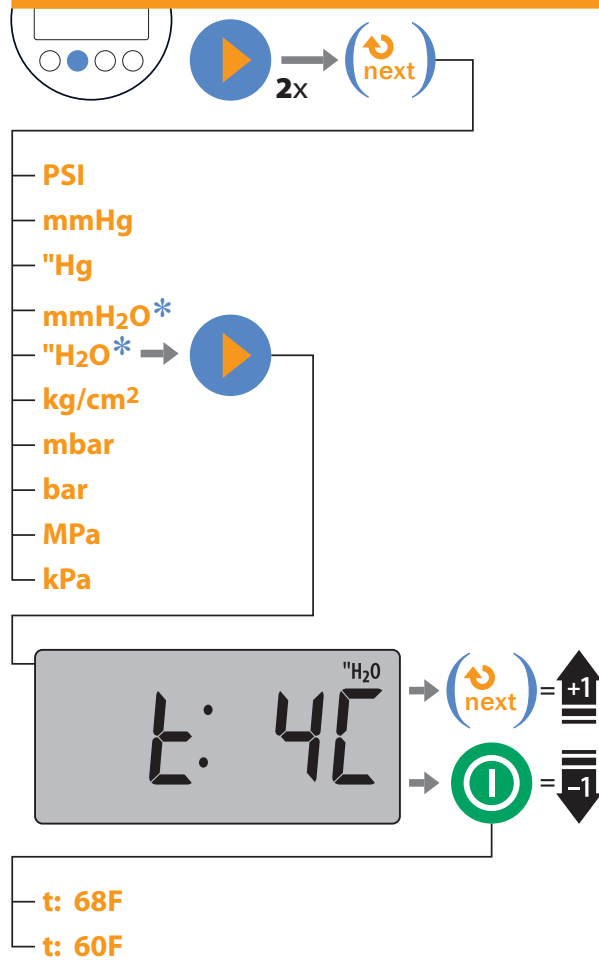 next
2x
PSI
mmHg
"Hg
mmH₂O*
"H₂O*
kg/cm²
mbar
bar
MPa
kPa
"H₂O
t: 4C
next
= +1
= –1
t: 68F
t: 60F